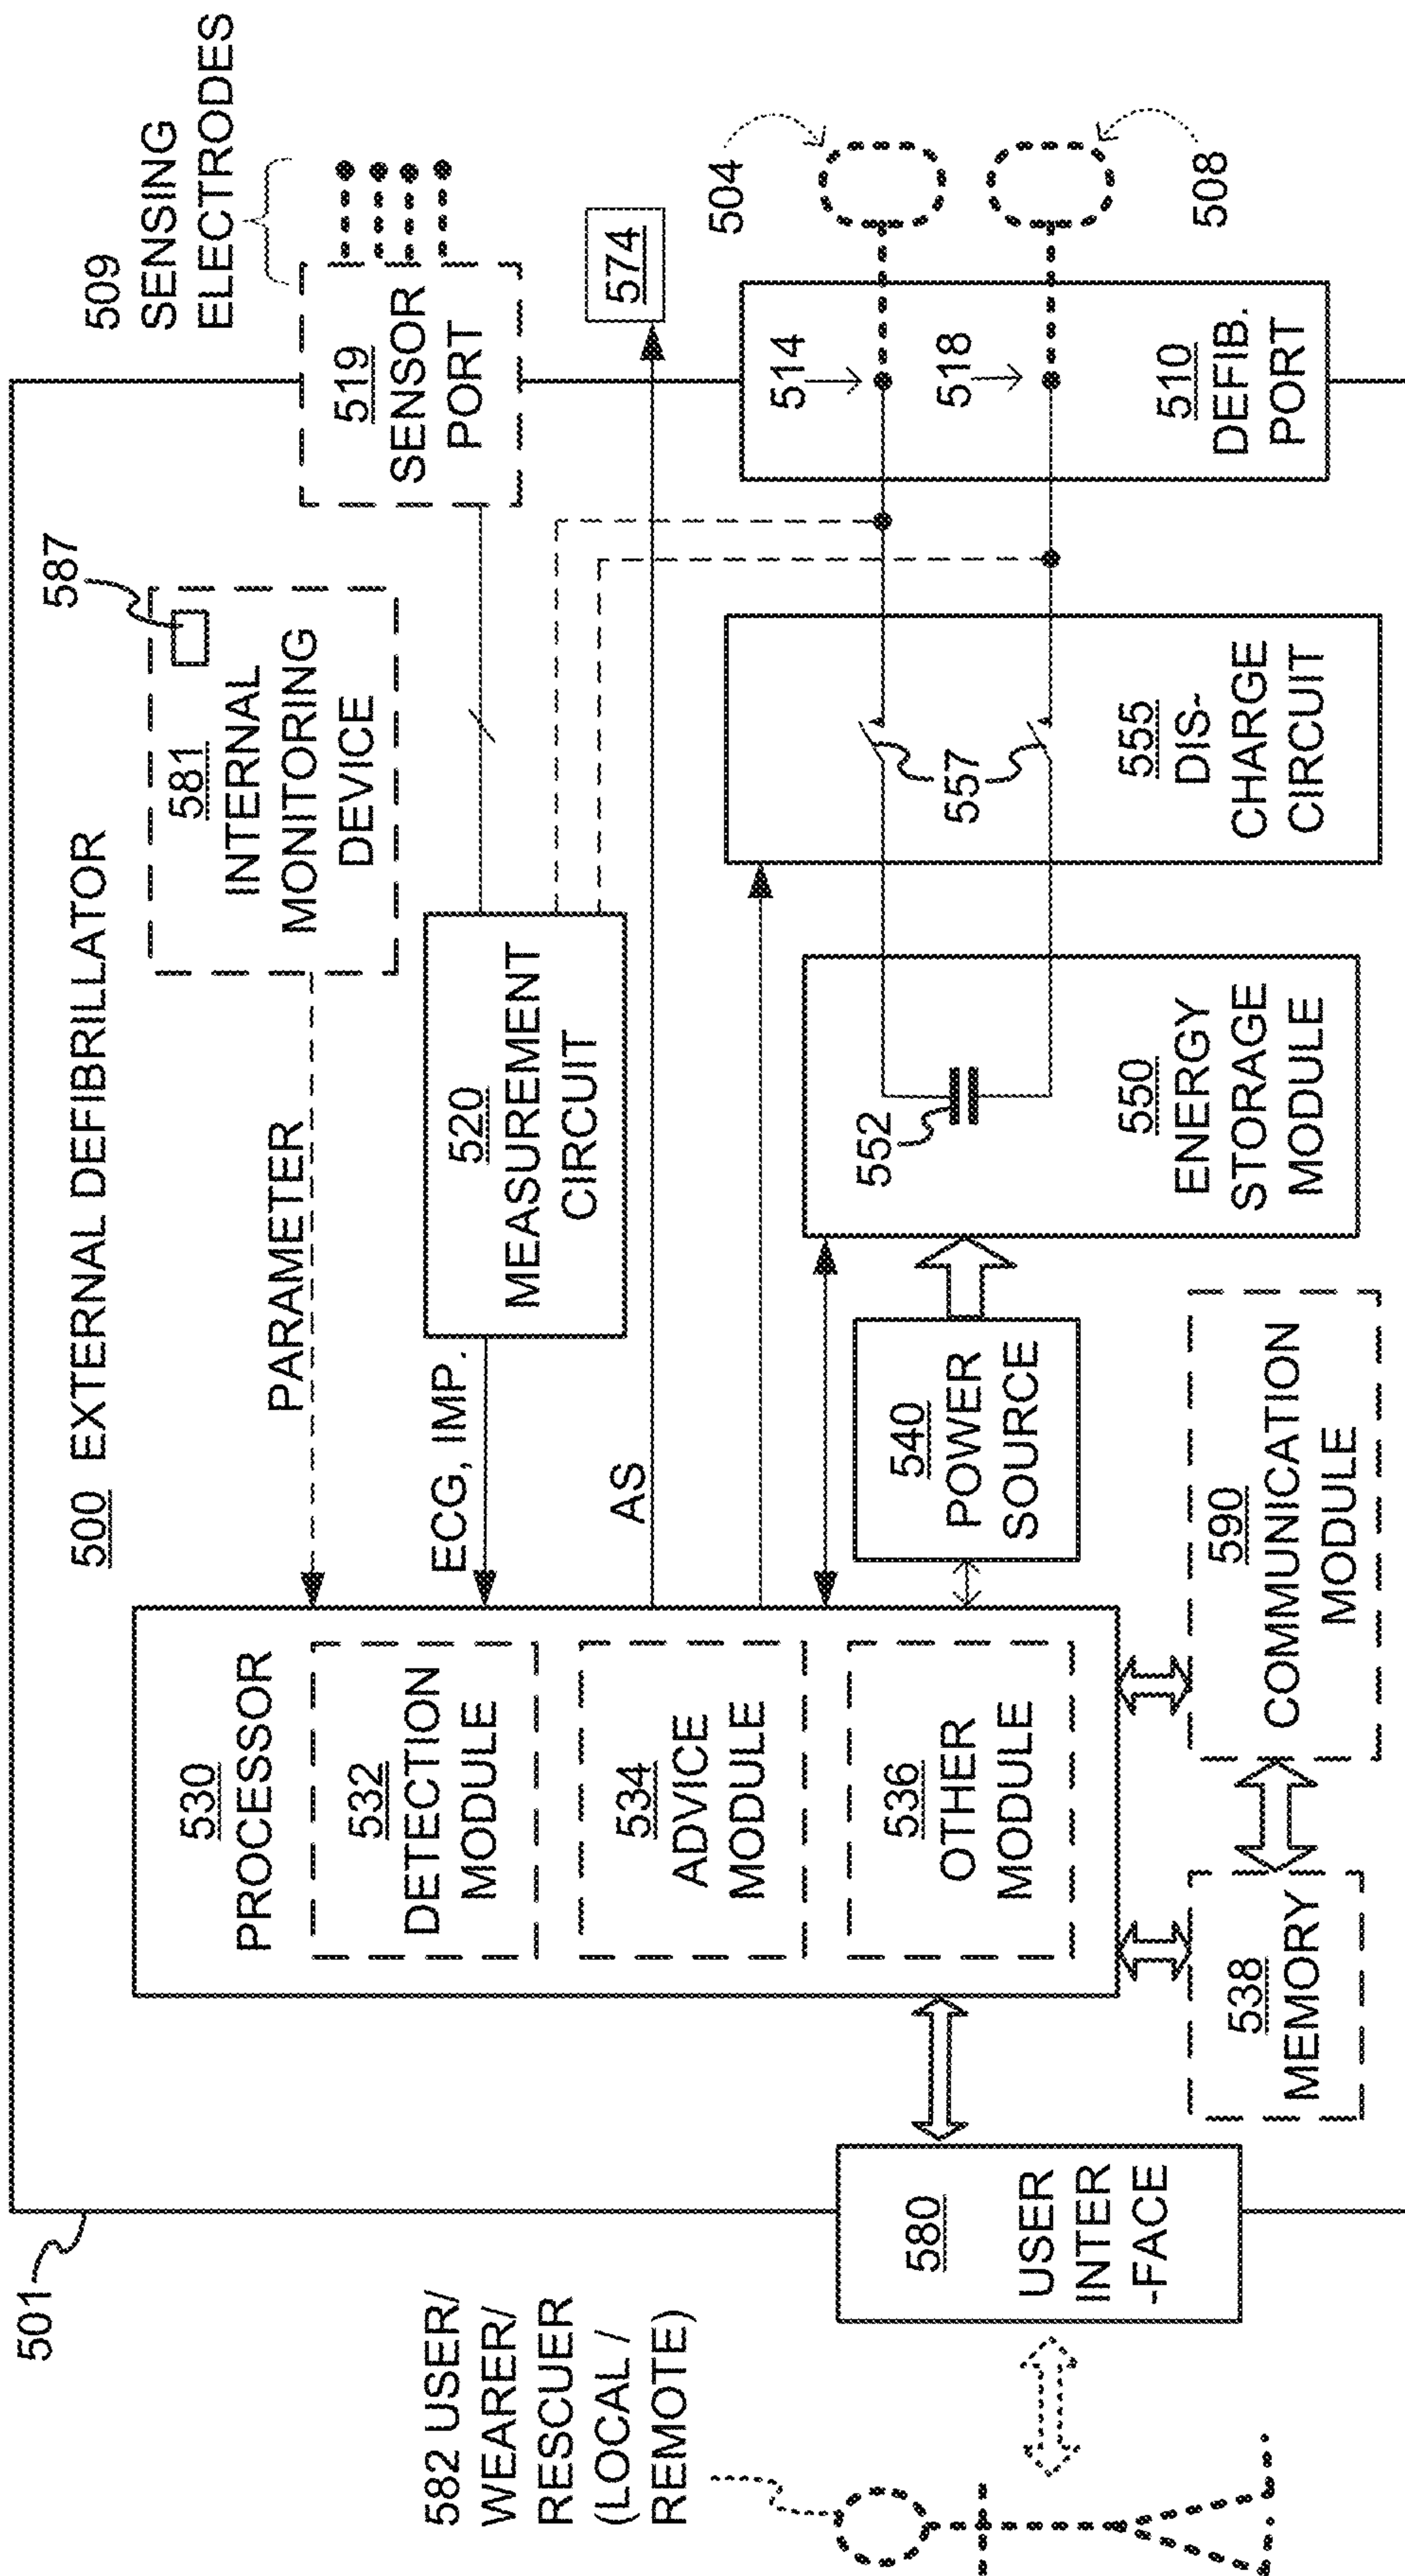 500 EXTERNAL DEFIBRILLATOR
501
509
SENSING
ELECTRODES
587
581
INTERNAL
MONITORING
DEVICE
519
SENSOR
PORT
PARAMETER
520
MEASUREMENT
CIRCUIT
ECG, IMP.
AS
574
530
PROCESSOR
532
DETECTION
MODULE
534
ADVICE
MODULE
536
OTHER
MODULE
582 USER/
WEARER/
RESCUER
(LOCAL /
REMOTE)
580
USER
INTER
-FACE
538
MEMORY
590
COMMUNICATION
MODULE
540
POWER
SOURCE
552
550
ENERGY
STORAGE
MODULE
557
555
DIS~
CHARGE
CIRCUIT
514
518
510
DEFIB.
PORT
504
508